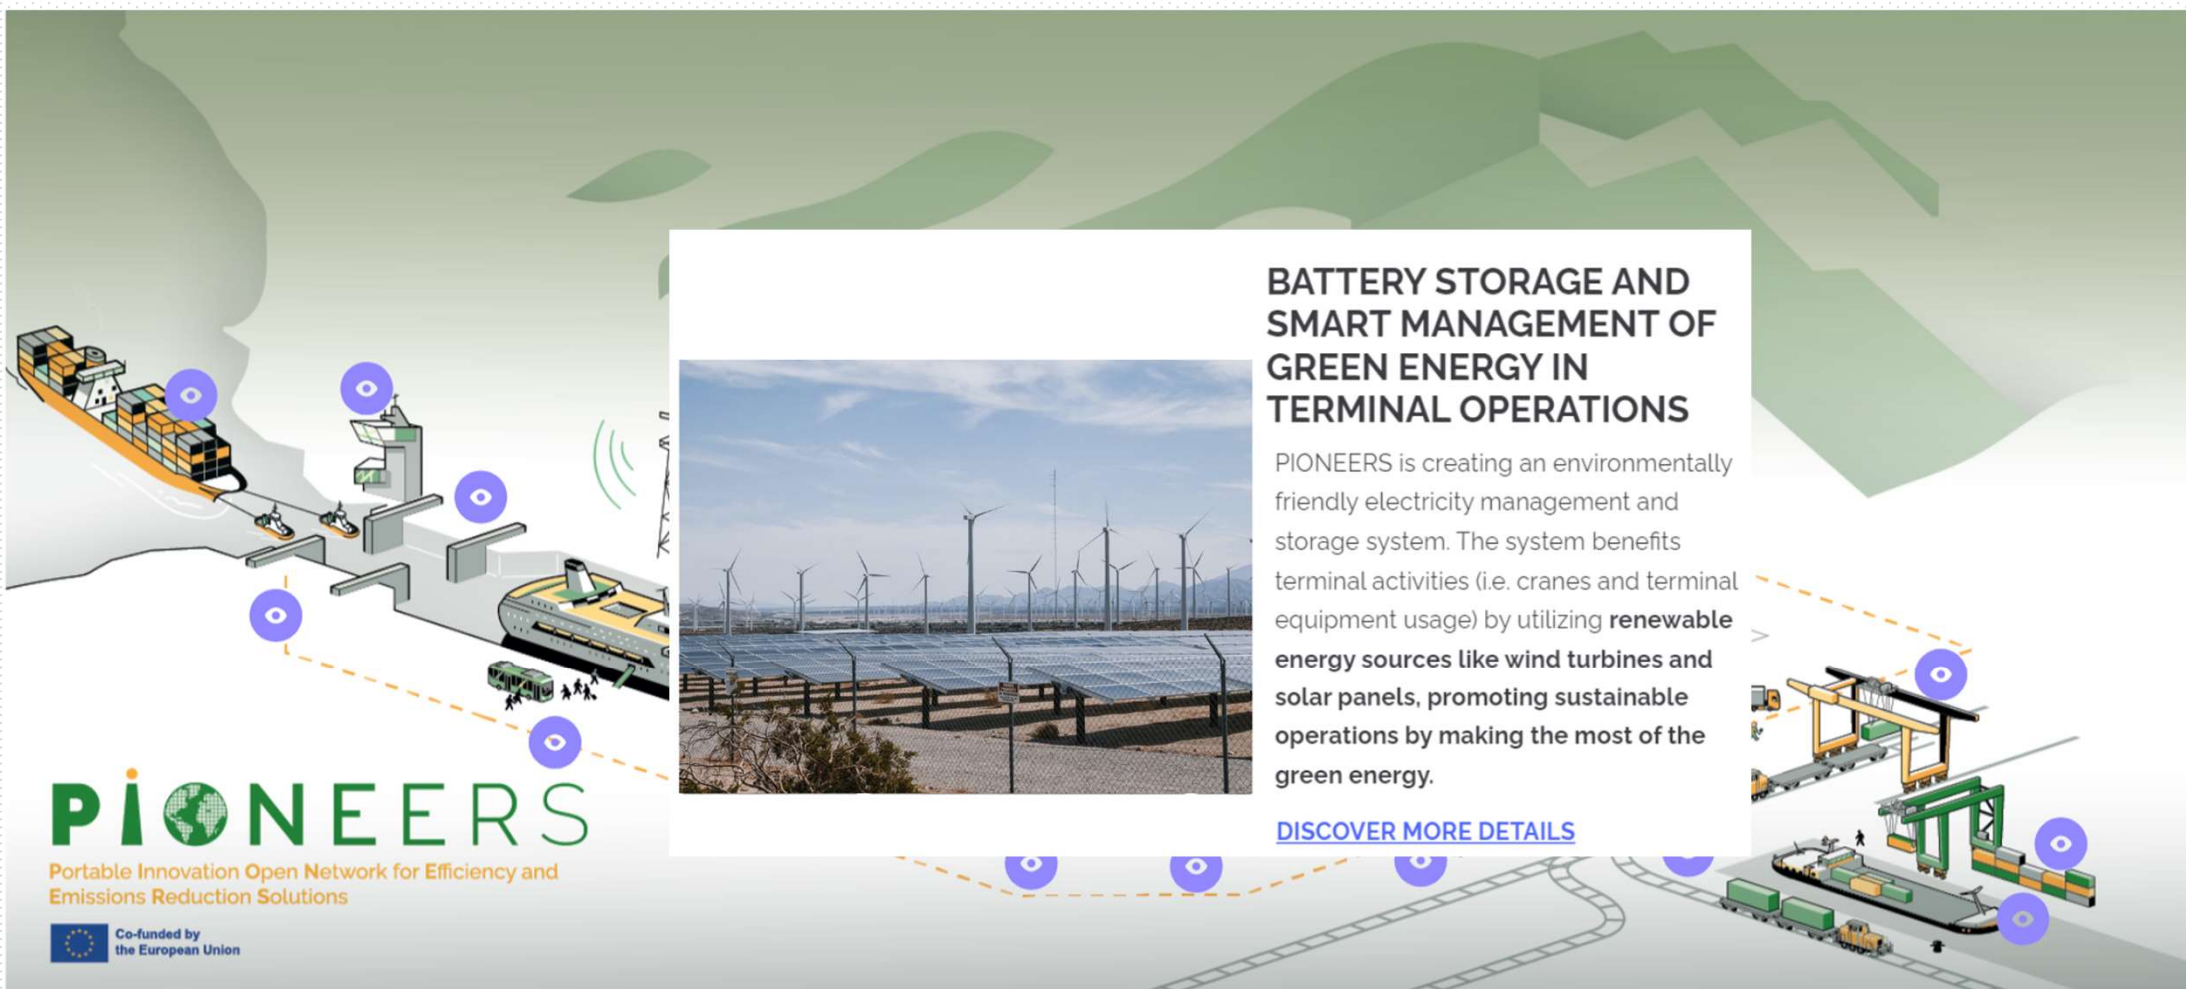 BATTERY STORAGE AND
SMART MANAGEMENT OF
GREEN ENERGY IN
TERMINAL OPERATIONS
PIONEERS is creating an environmentally
friendly electricity management and
storage system. The system benefits
terminal activities (i.e. cranes and terminal
equipment usage) by utilizing renewable
energy sources like wind turbines and
solar panels, promoting sustainable
operations by making the most of the
green energy.
DISCOVER MORE DETAILS
PIONEERS
Portable Innovation Open Network for Efficiency and
Emissions Reduction Solutions
Co-funded by
the European Union